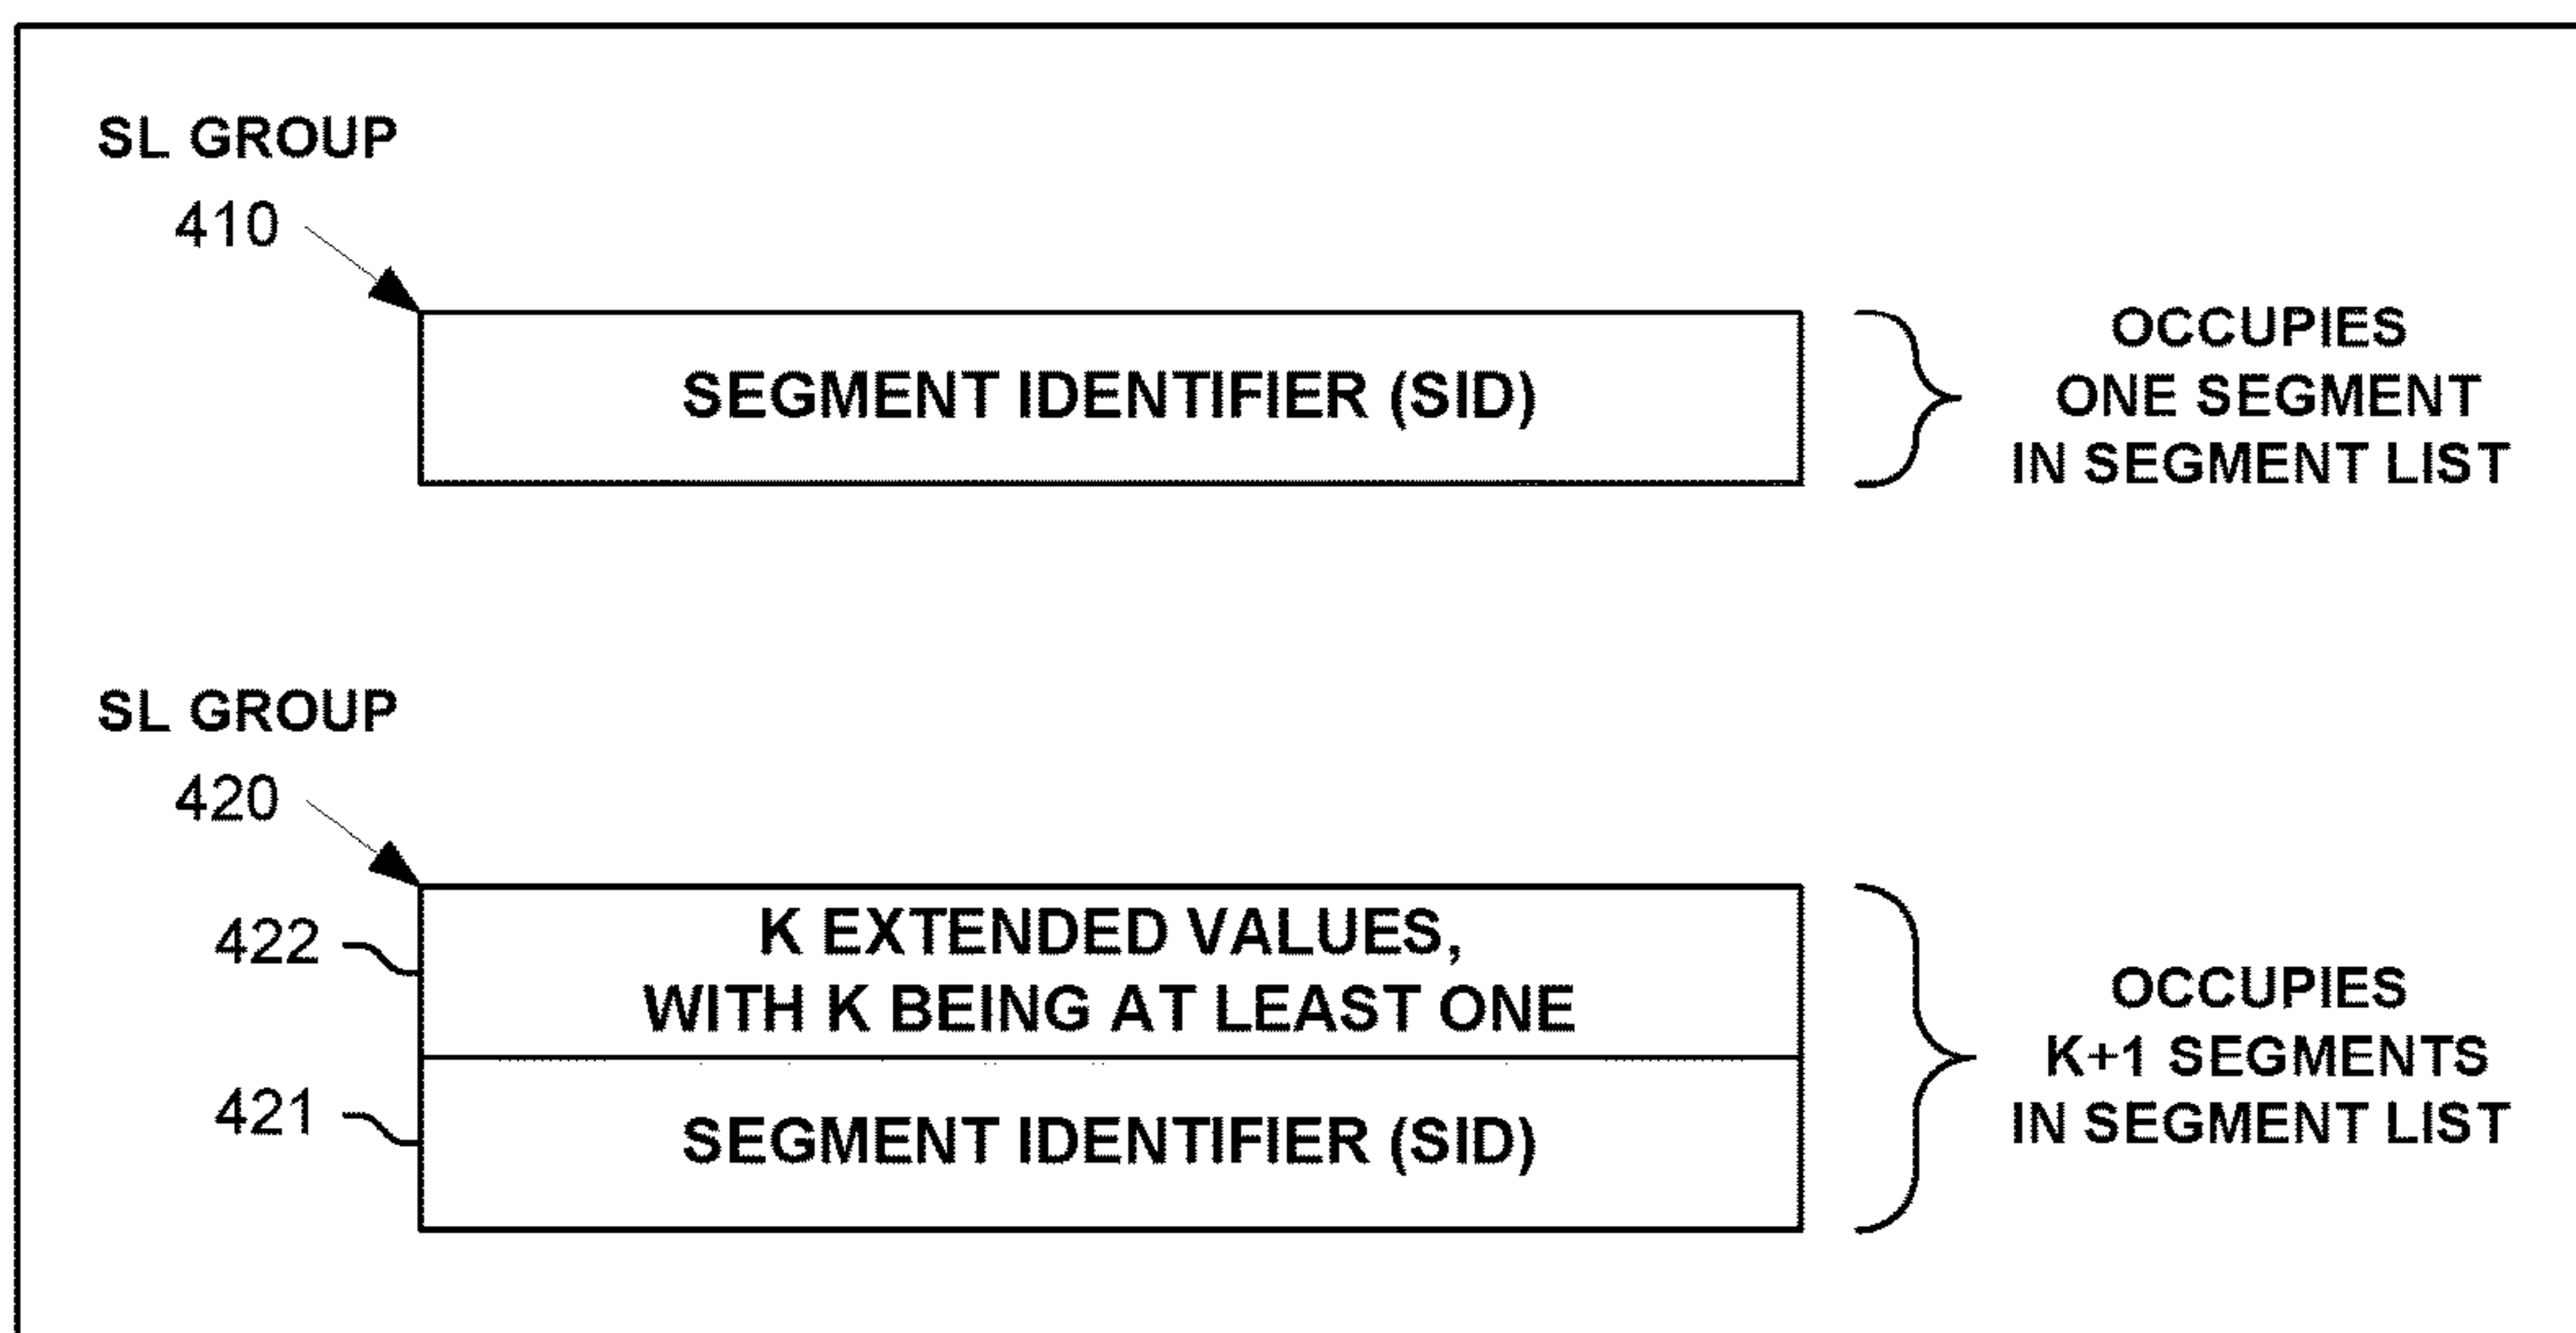 SL GROUP
410
SEGMENT IDENTIFIER (SID)
OCCUPIES
ONE SEGMENT
IN SEGMENT LIST
SL GROUP
420
422
K EXTENDED VALUES,
WITH K BEING AT LEAST ONE
421
SEGMENT IDENTIFIER (SID)
OCCUPIES
K+1 SEGMENTS
IN SEGMENT LIST